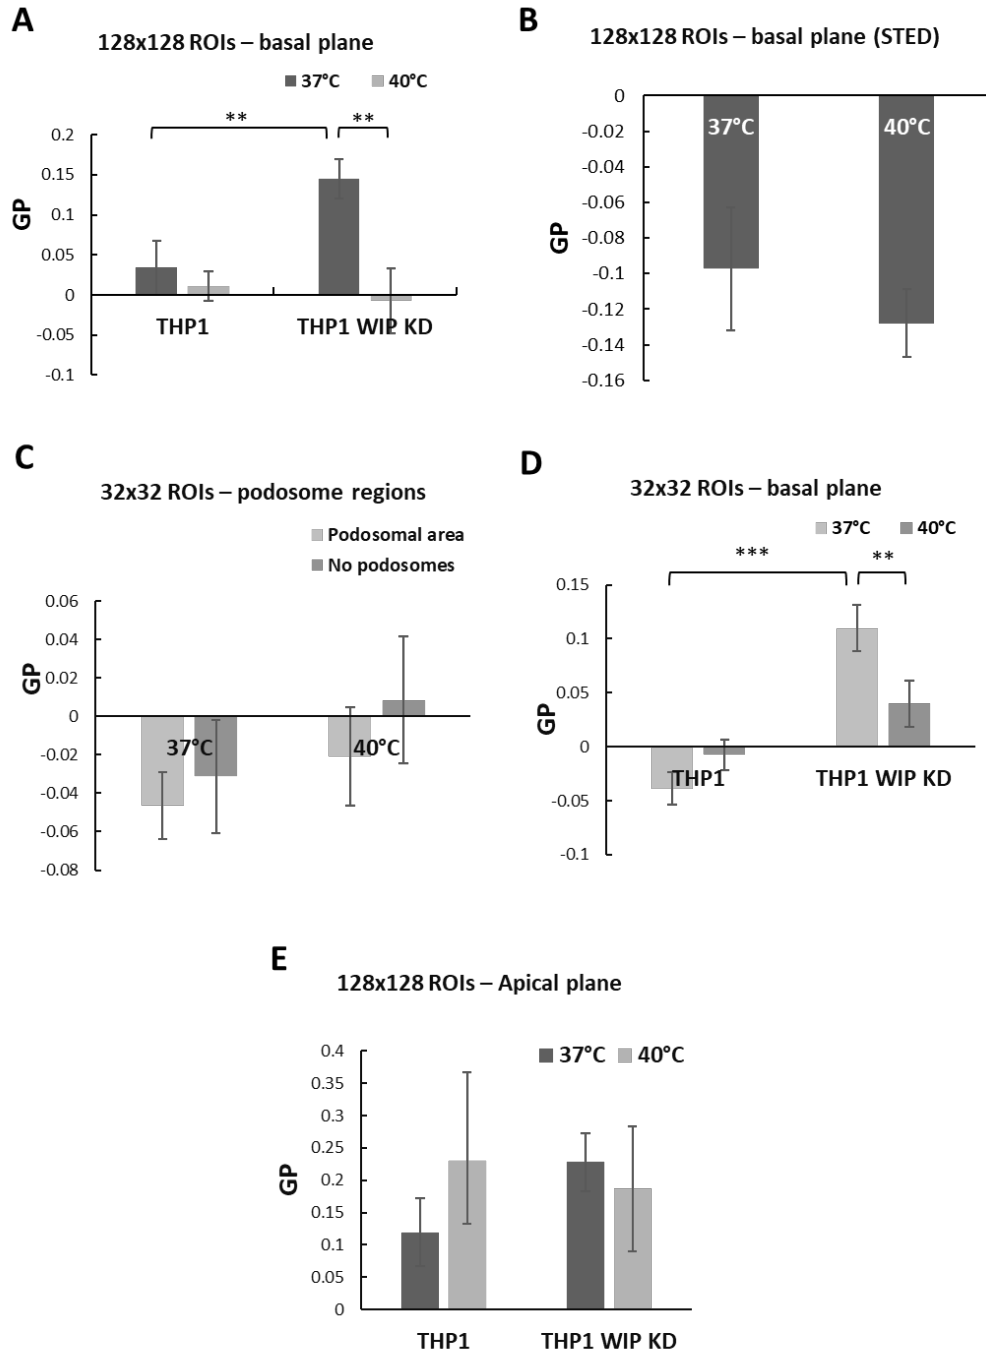 A
128x128 ROIs – basal plane
37°C 40°C
** **
GP
0.2
0.15
0.1
0.05
0
-0.05
-0.1
THP1 THP1 WIP KD
B
128x128 ROIs – basal plane (STED)
GP
0
-0.02
-0.04
-0.06
-0.08
-0.1
-0.12
-0.14
-0.16
37°C 40°C
C
32x32 ROIs – podosome regions
Podosomal area
No podosomes
GP
0.06
0.04
0.02
0
-0.02
-0.04
-0.06
-0.08
37°C 40°C
D
32x32 ROIs – basal plane
37°C 40°C
*** **
GP
0.15
0.1
0.05
0
-0.05
-0.1
THP1 THP1 WIP KD
E
128x128 ROIs – Apical plane
37°C 40°C
GP
0.4
0.35
0.3
0.25
0.2
0.15
0.1
0.05
0
THP1 THP1 WIP KD